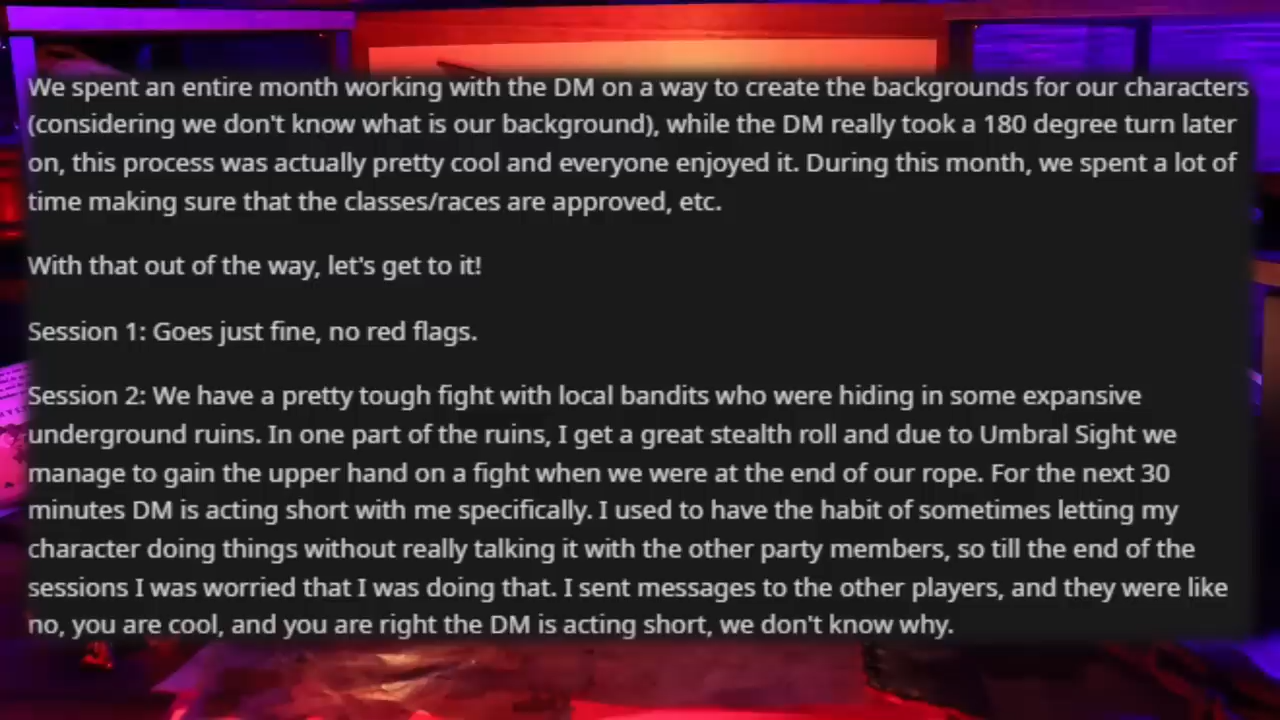 We spent an entire month working with the DM on a way to create the backgrounds for our characters
(considering we don't know what is our background), while the DM really took a 180 degree turn later
on, this process was actually pretty cool and everyone enjoyed it. During this month, we spent a lot of
time making sure that the classes/races are approved, etc.
With that out of the way, let's get to it!
Session 1: Goes just fine, no red flags.
Session 2: We have a pretty tough fight with local bandits who were hiding in some expansive
underground ruins. In one part of the ruins, I get a great stealth roll and due to Umbral Sight we
manage to gain the upper hand on a fight when we were at the end of our rope. For the next 30
minutes DM is acting short with me specifically. I used to have the habit of sometimes letting my
character doing things without really talking it with the other party members, so till the end of the
sessions I was worried that I was doing that. I sent messages to the other players, and they were like
no, you are cool, and you are right the DM is acting short, we don't know why.